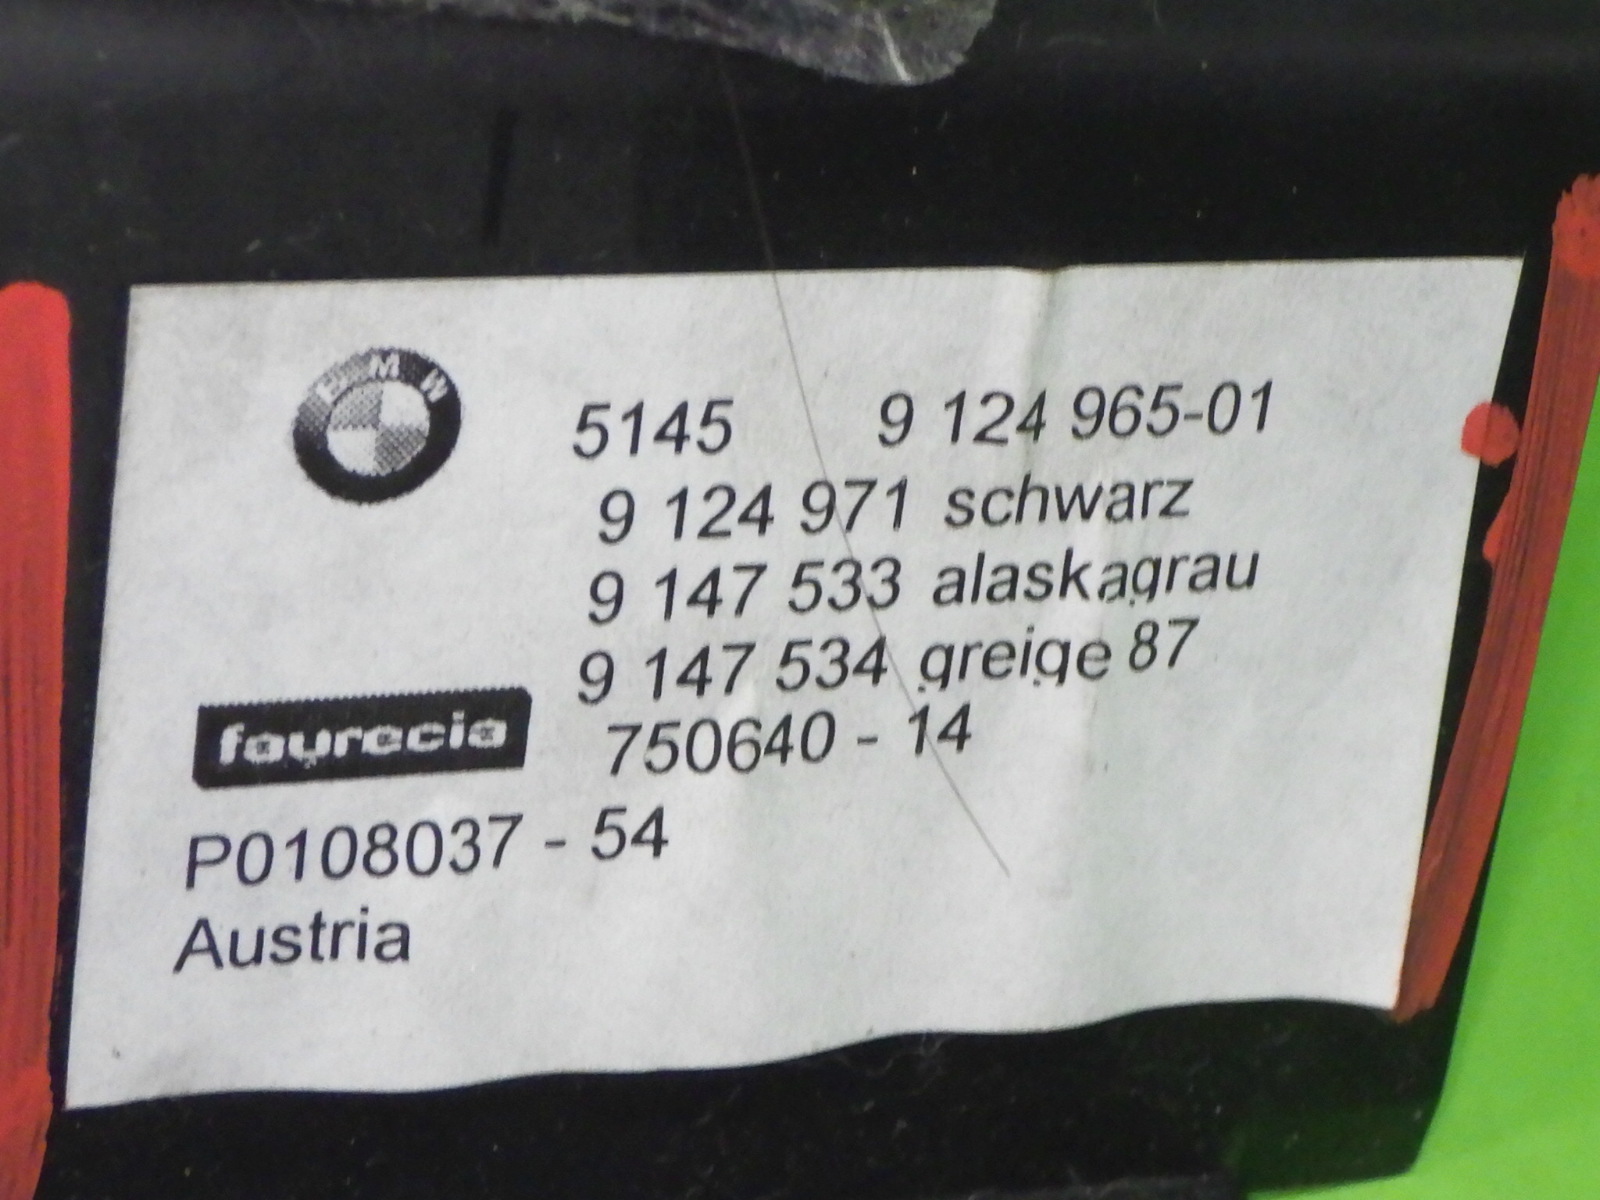 BMW
5145 9 124 965-01
9 124 971 schwarz
9 147 533 alaskagrau
9 147 534 greige 87
faurecia
750640 - 14
P0108037 - 54
Austria